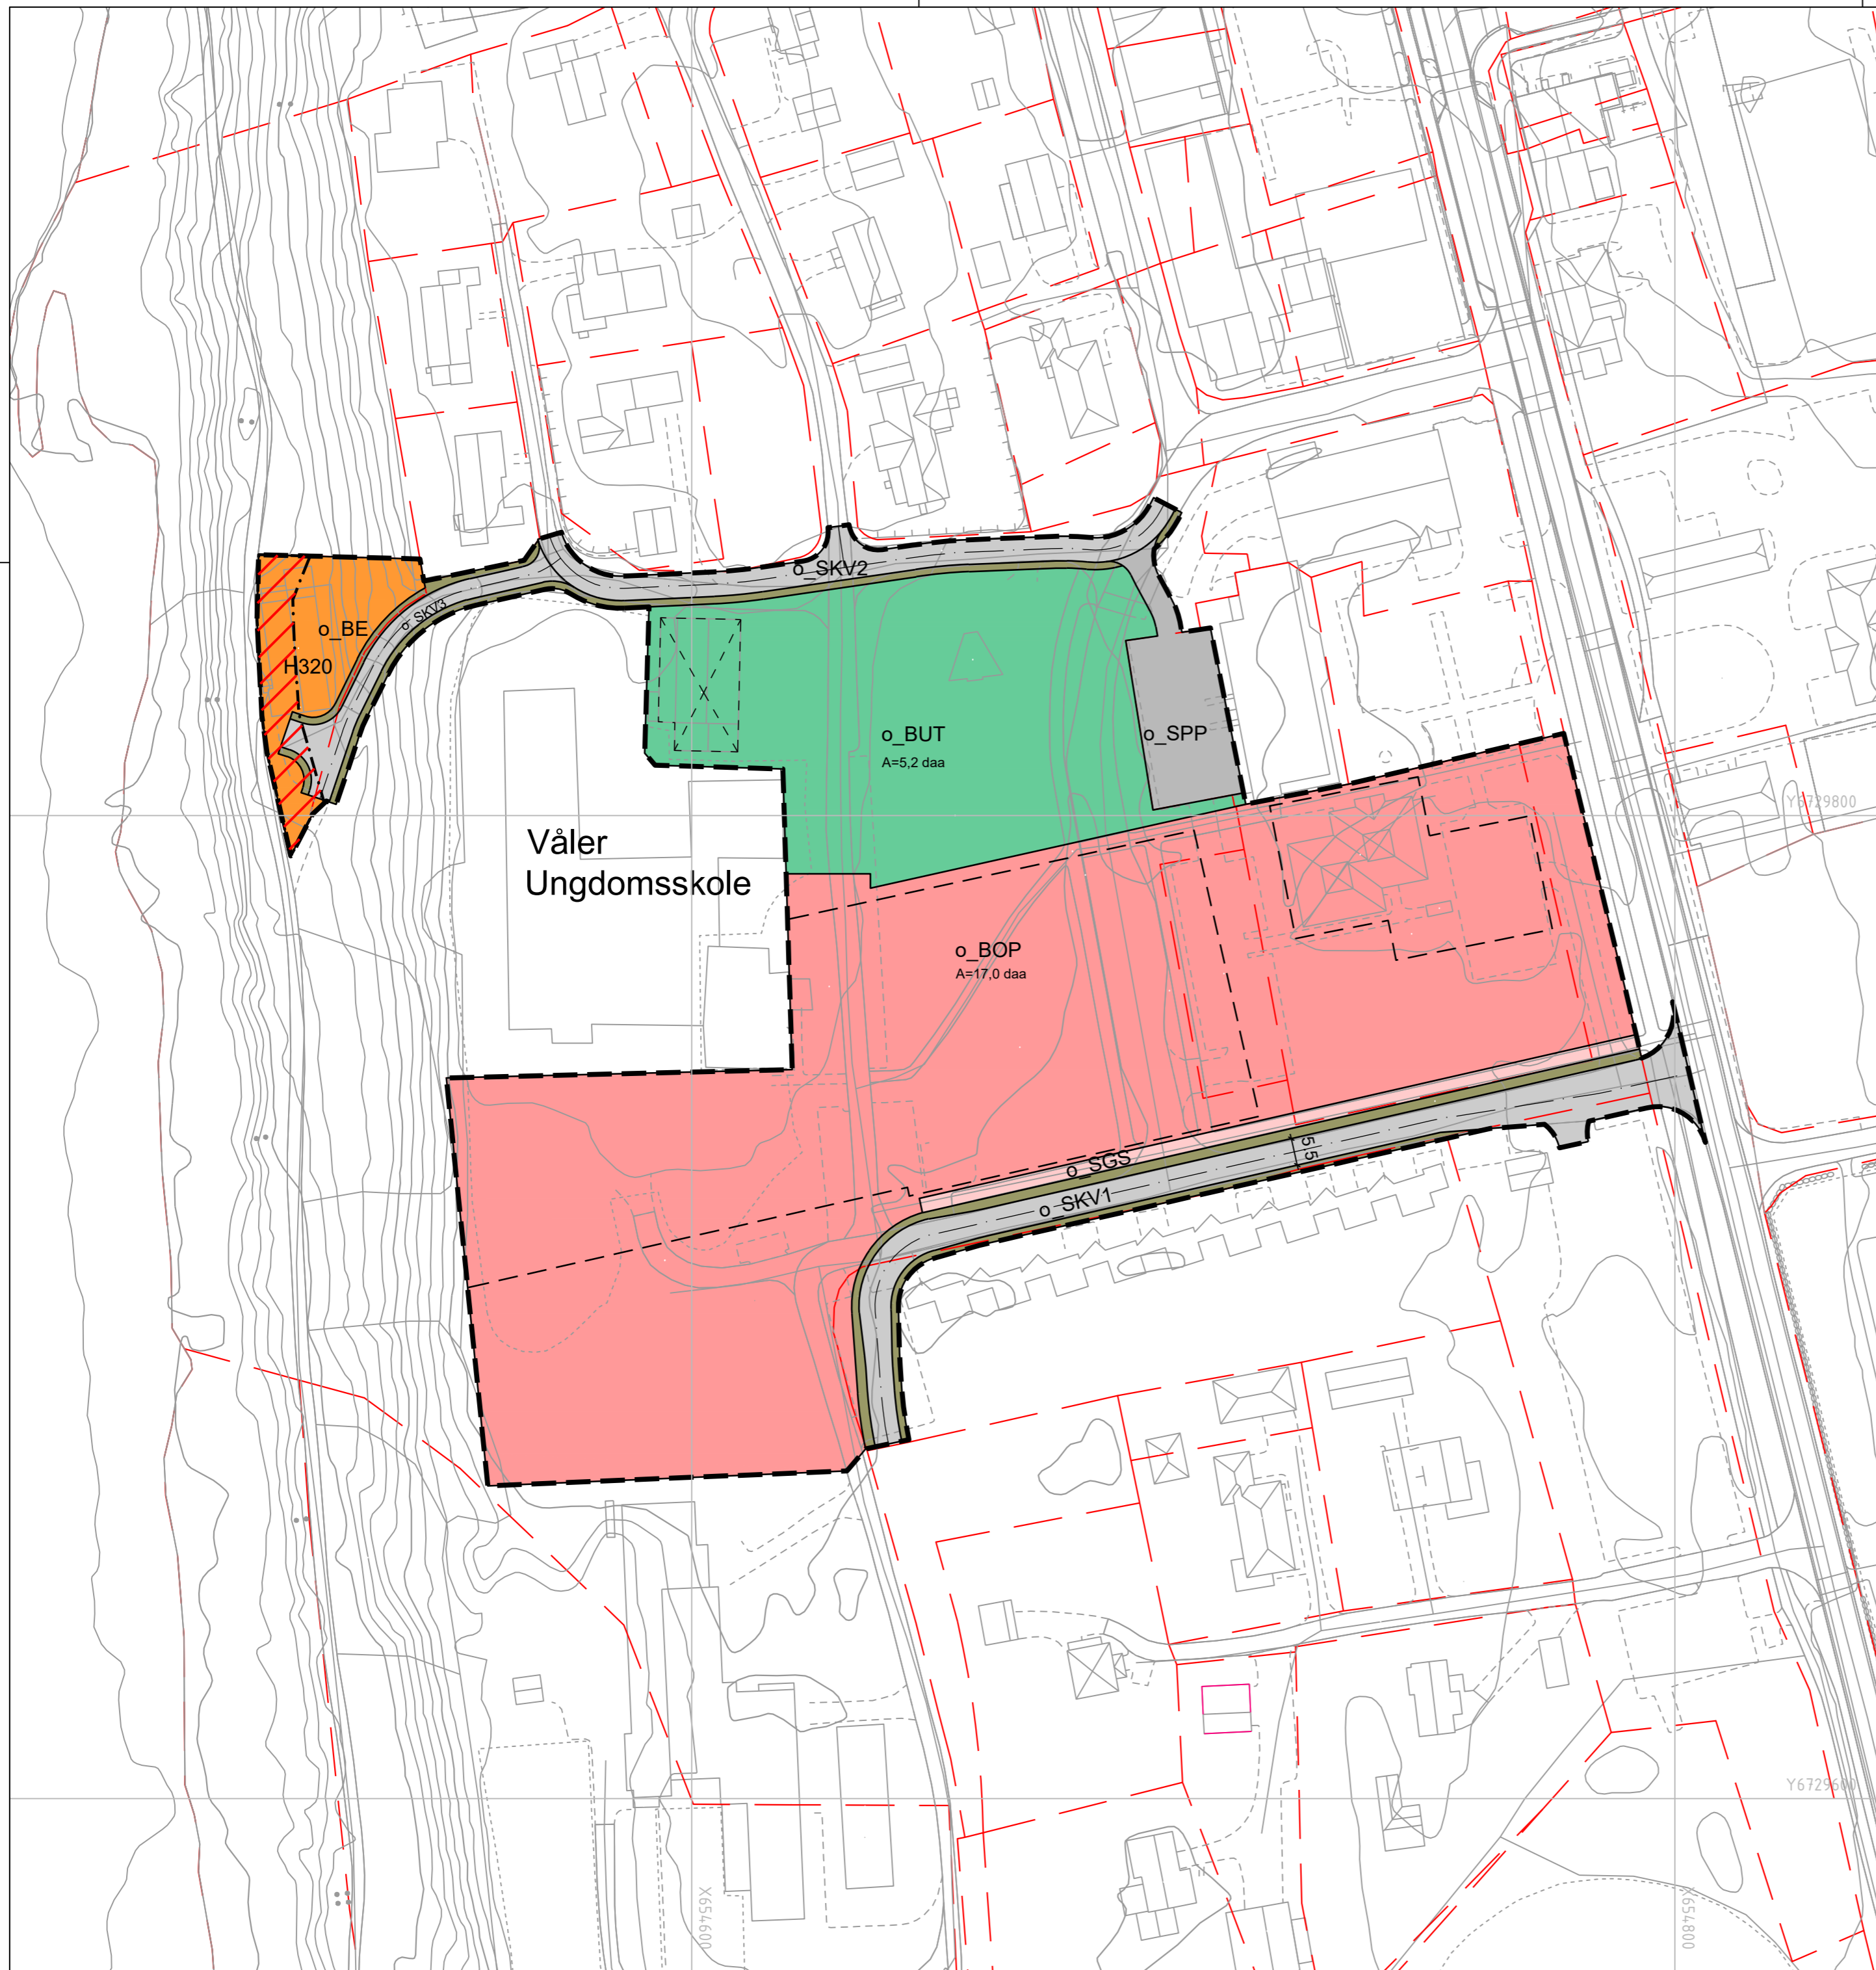 o_SKV2
o_SKV3
o_BE
H320
o_BUT
A=5,2 daa
o_SPP
Y6729800
Våler
Ungdomsskole
o_BOP
A=17,0 daa
5,5
o_SGS
o_SKV1
Y6729600
X654600
X654800